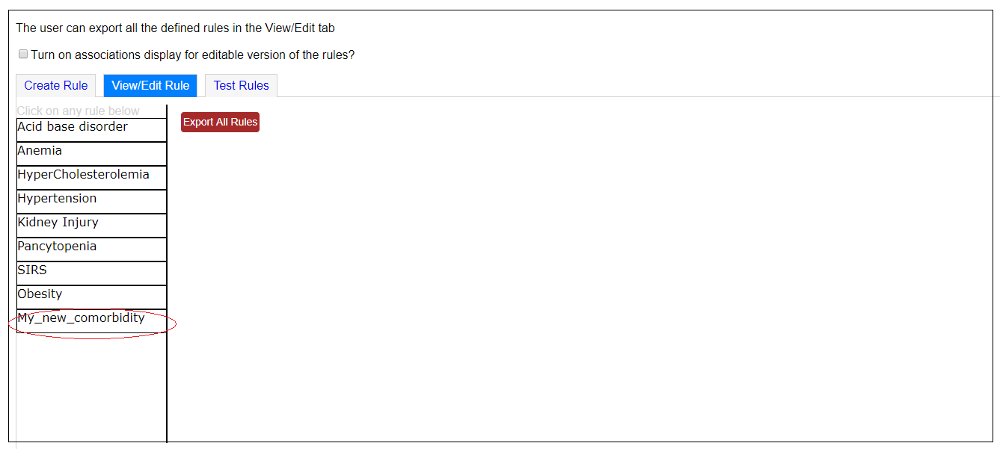 The user can export all the defined rules in the View/Edit tab
Turn on associations display for editable version of the rules?
Create Rule View/Edit Rule Test Rules
Click on any rule below
Export All Rules
Acid base disorder
Anemia
HyperCholesterolemia
Hypertension
Kidney Injury
Pancytopenia
SIRS
Obesity
My_new_comorbidity